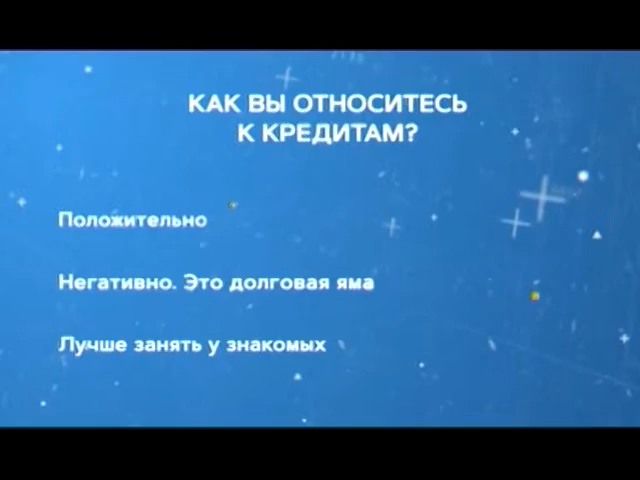 КАК ВЫ ОТНОСИТЕСЬ
К КРЕДИТАМ?
Положительно
Негативно. Это долговая яма
Лучше занять у знакомых